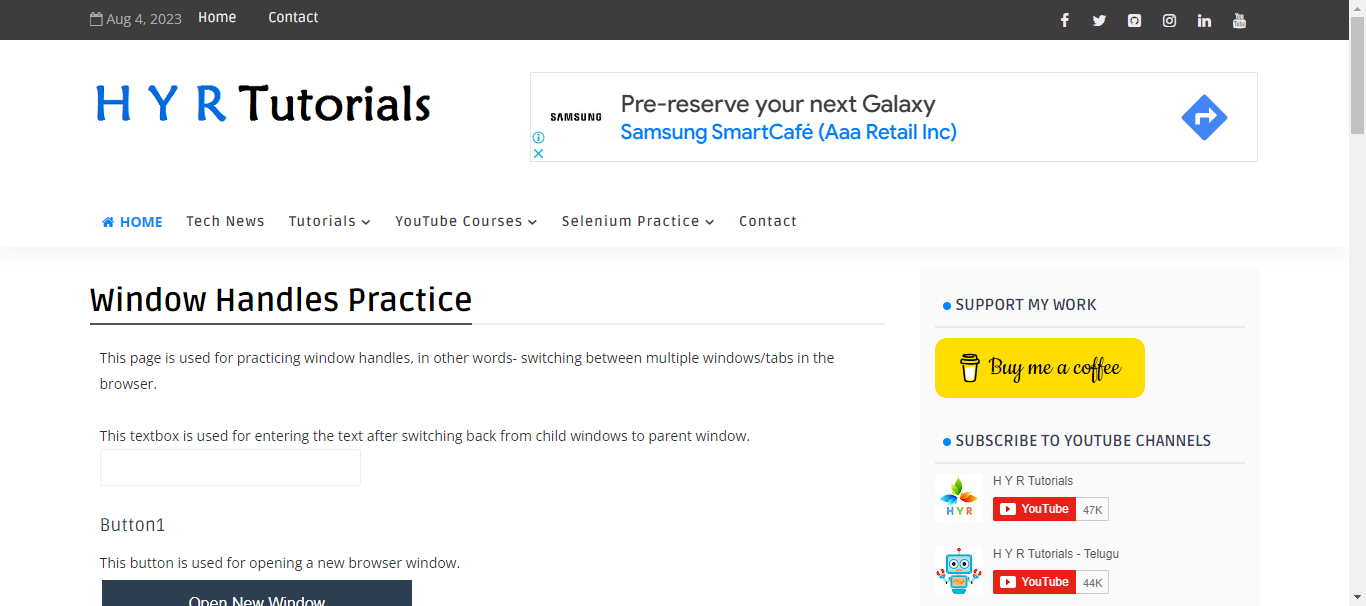 Aug 4, 2023 Home Contact
H Y R Tutorials
SAMSUNG
Pre-reserve your next Galaxy
Samsung SmartCafé (Aaa Retail Inc)
HOME Tech News Tutorials YouTube Courses Selenium Practice Contact
Window Handles Practice
This page is used for practicing window handles, in other words- switching between multiple windows/tabs in the
browser.
This textbox is used for entering the text after switching back from child windows to parent window.
Button1
This button is used for opening a new browser window.
Open New Window
SUPPORT MY WORK
Buy me a coffee
SUBSCRIBE TO YOUTUBE CHANNELS
H Y R Tutorials
HYR
YouTube 47K
H Y R Tutorials - Telugu
YouTube 44K